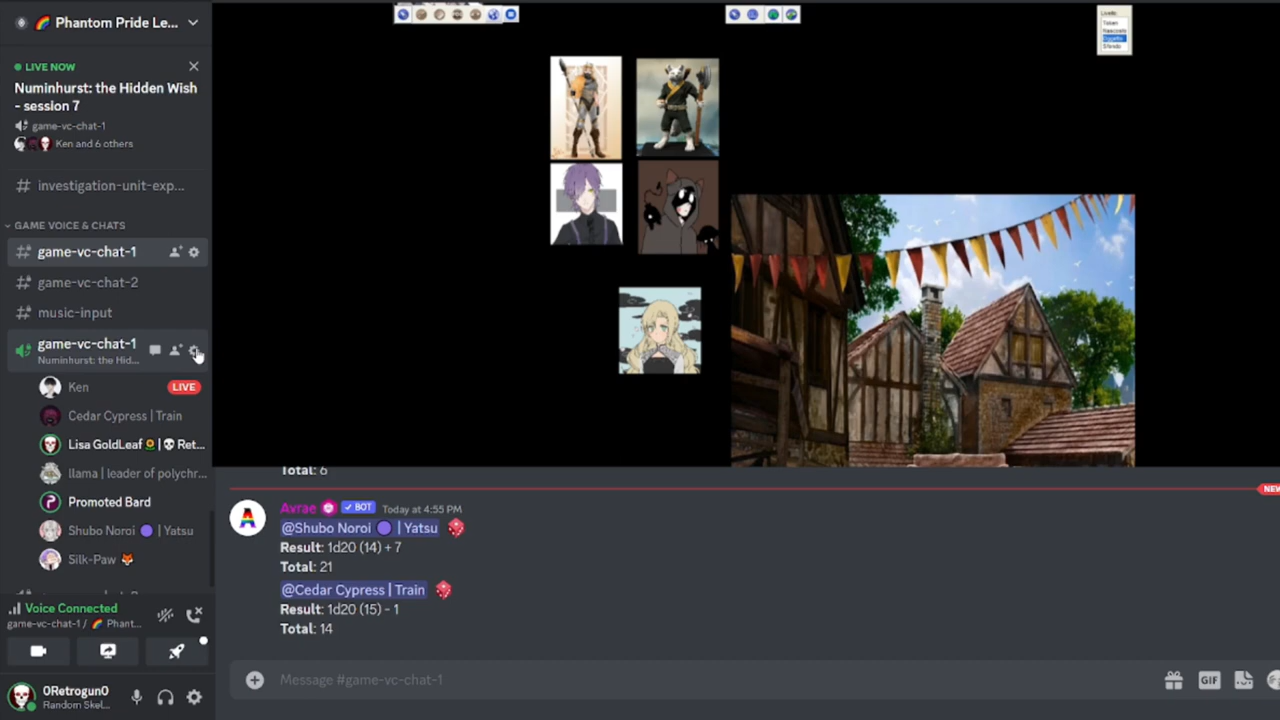 🌈 Phantom Pride Le...
LIVE NOW
Numinhurst: the Hidden Wish
- session 7
game-vc-chat-1
Ken and 6 others
investigation-unit-exp...
GAME VOICE & CHATS
game-vc-chat-1
game-vc-chat-2
music-input
game-vc-chat-1
Numinhurst: the Hid...
Ken LIVE
Cedar Cypress | Train
Lisa GoldLeaf🌻 | 💀 Ret...
llama | leader of polychr...
Promoted Bard
Shubo Noroi 🟣 | Yatsu
Silk-Paw 🦊
Voice Connected
game-vc-chat-1 / 🌈 Phant...
0Retrogun0
Random Skel...
Token
Total: 6
NEW
Avrae ✓ BOT Today at 4:55 PM
@Shubo Noroi 🟣 | Yatsu 🎲
Result: 1d20 (14) + 7
Total: 21
@Cedar Cypress | Train 🎲
Result: 1d20 (15) - 1
Total: 14
Message #game-vc-chat-1
GIF